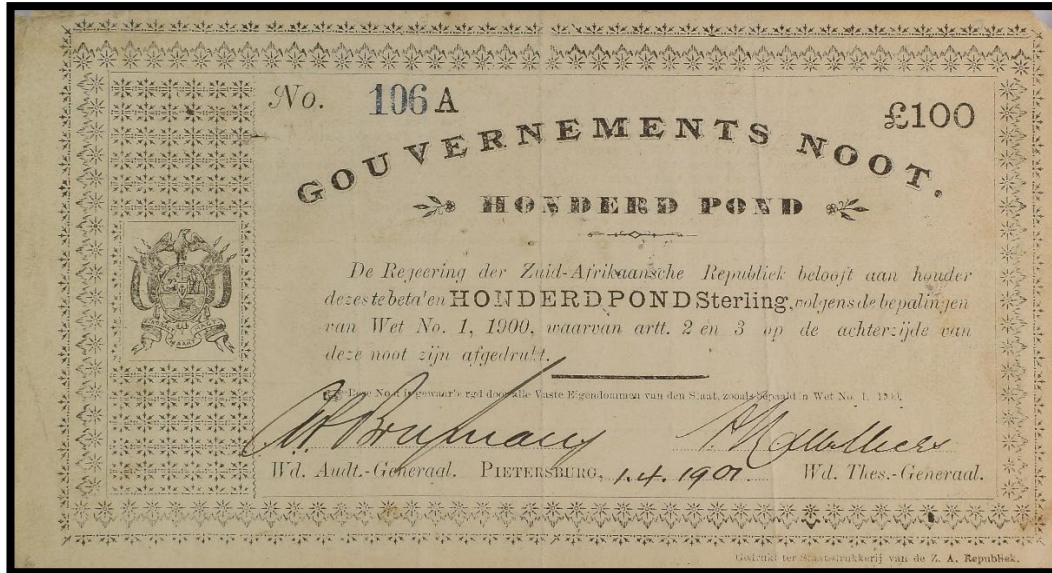 No. 106 A £100
GOUVERNEMENTS NOOT.
HONDERD POND
De Regeering der Zuid-Afrikaansche Republiek belooft aan houder
dezes te beta'en HONDERD POND Sterling, volgens de bepalingen
van Wet No. 1, 1900, waarvan artt. 2 en 3 op de achterzijde van
deze noot zijn afgedrukt.
Deze Noot is gewaarborgd door alle Vaste Eigendommen van den Staat, zooals bepaald in Wet No. 1, 1900.
Wd. Audt.-Generaal. PIETERSBURG, 1.4.1901 Wd. Thes.-Generaal.
Gedrukt ter Staatsdrukkerij van de Z. A. Republiek.